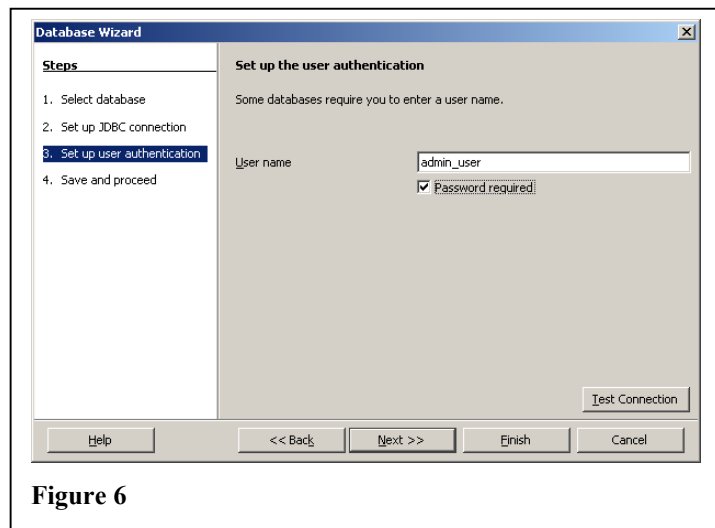 Database Wizard
Steps
1. Select database
2. Set up JDBC connection
3. Set up user authentication
4. Save and proceed
Set up the user authentication
Some databases require you to enter a user name.
User name
admin_user
Password required
Test Connection
Help
<< Back
Next >>
Finish
Cancel
Figure 6